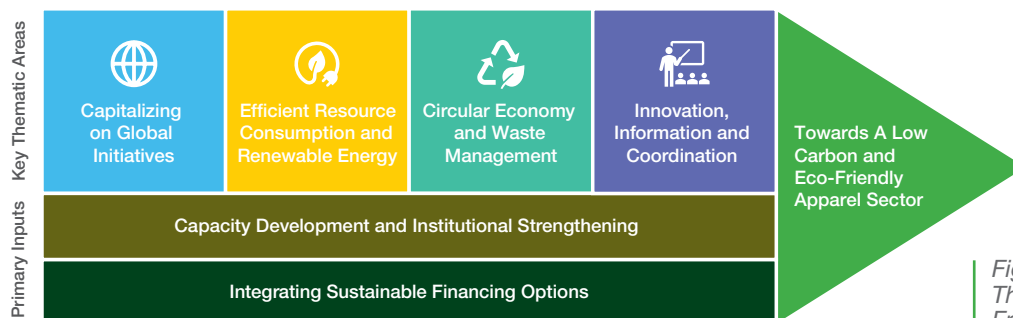 Key Thematic Areas
Capitalizing
on Global
Initiatives
Efficient Resource
Consumption and
Renewable Energy
Circular Economy
and Waste
Management
Innovation,
Information and
Coordination
Towards A Low
Carbon and
Eco-Friendly
Apparel Sector
Primary Inputs
Capacity Development and Institutional Strengthening
Integrating Sustainable Financing Options